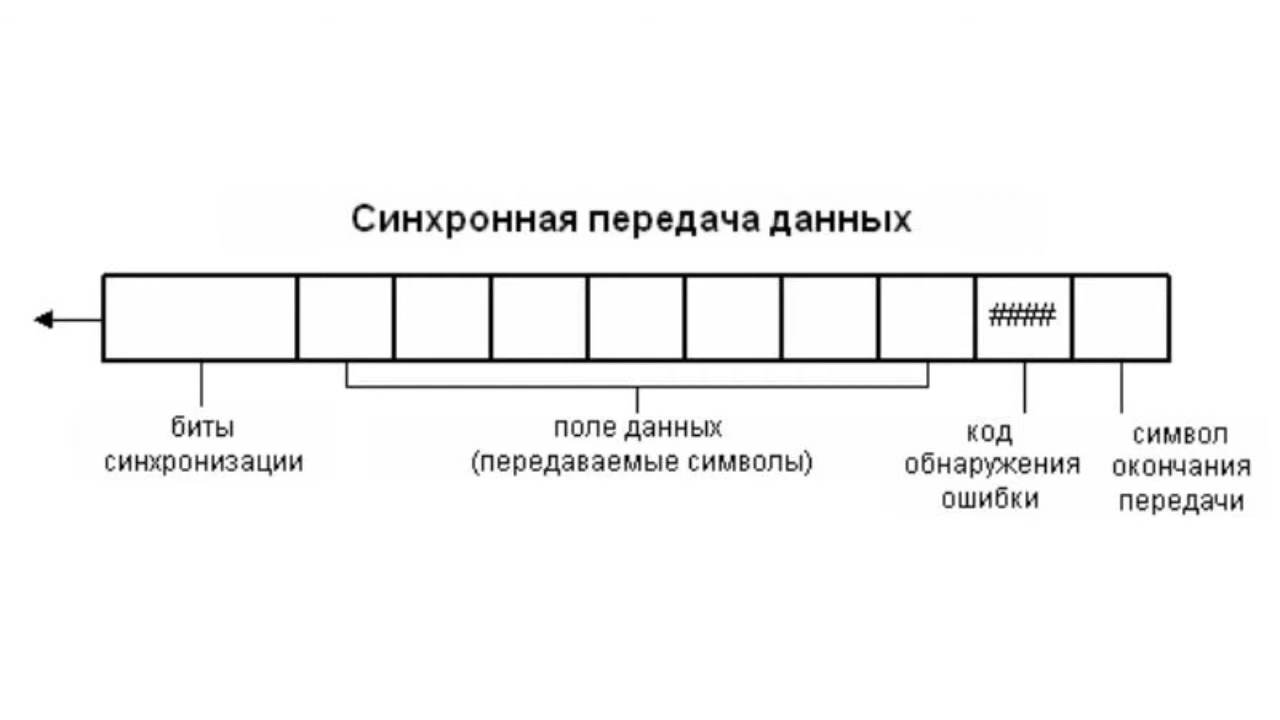 Синхронная передача данных
####
биты
синхронизации
поле данных
(передаваемые символы)
код
обнаружения
ошибки
символ
окончания
передачи